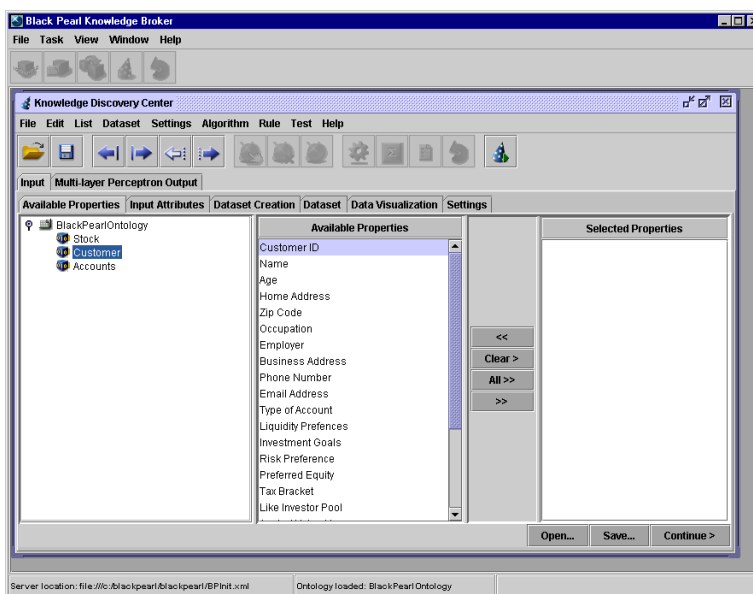 Black Pearl Knowledge Broker
File Task View Window Help
Knowledge Discovery Center
File Edit List Dataset Settings Algorithm Rule Test Help
Input Multi-layer Perceptron Output
Available Properties Input Attributes Dataset Creation Dataset Data Visualization Settings
BlackPearlOntology
Stock
Customer
Accounts
Available Properties
Customer ID
Name
Age
Home Address
Zip Code
Occupation
Employer
Business Address
Phone Number
Email Address
Type of Account
Liquidity Prefences
Investment Goals
Risk Preference
Preferred Equity
Tax Bracket
Like Investor Pool
<<
Clear >
All >>
>>
Selected Properties
Open... Save... Continue >
Server location: file:///c:/blackpearl/blackpearl/BPInit.xml Ontology loaded: BlackPearlOntology